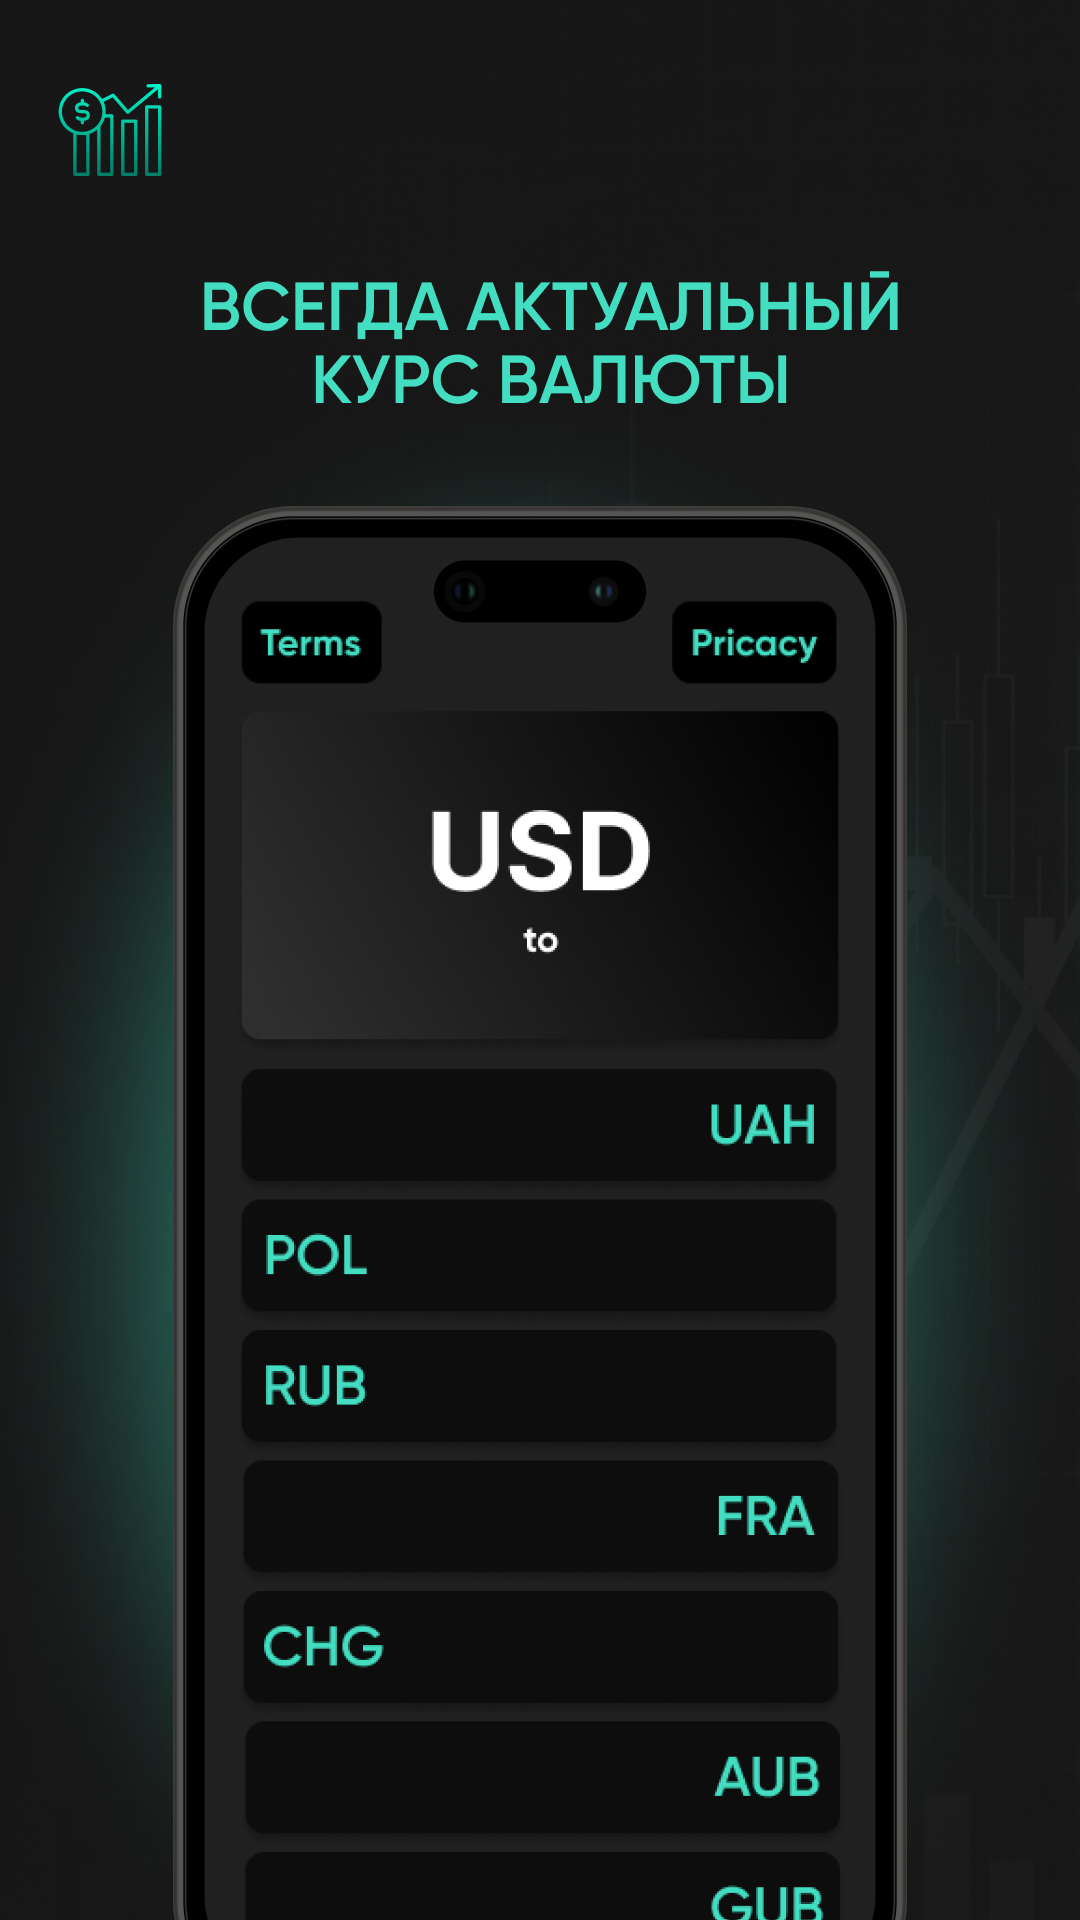 $
ВСЕГДА АКТУАЛЬНЫЙ
КУРС ВАЛЮТЫ
Terms
Pricacy
USD
to
UAH
POL
RUB
FRA
CHG
AUB
GUB